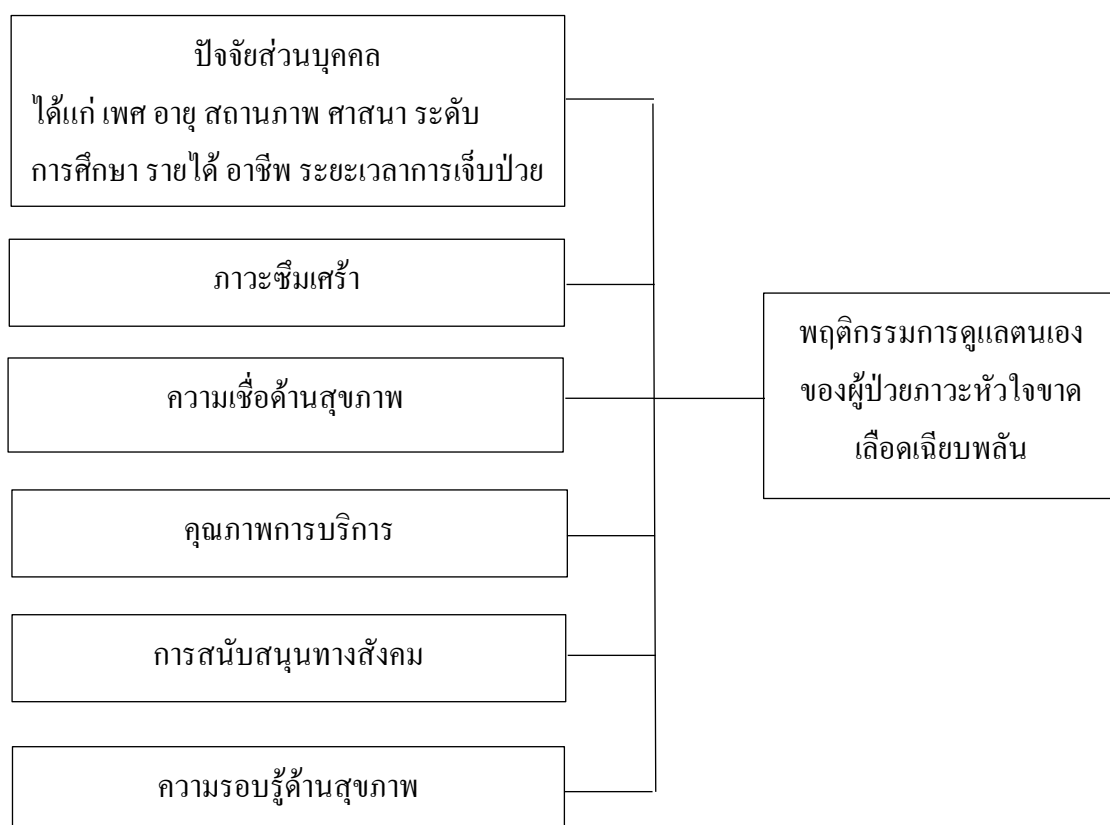 ปัจจัยส่วนบุคคล
ได้แก่ เพศ อายุ สถานภาพ ศาสนา ระดับ
การศึกษา รายได้ อาชีพ ระยะเวลาการเจ็บป่วย
ภาวะซึมเศร้า
ความเชื่อด้านสุขภาพ
คุณภาพการบริการ
การสนับสนุนทางสังคม
ความรอบรู้ด้านสุขภาพ
พฤติกรรมการดูแลตนเอง
ของผู้ป่วยภาวะหัวใจขาด
เลือดเฉียบพลัน